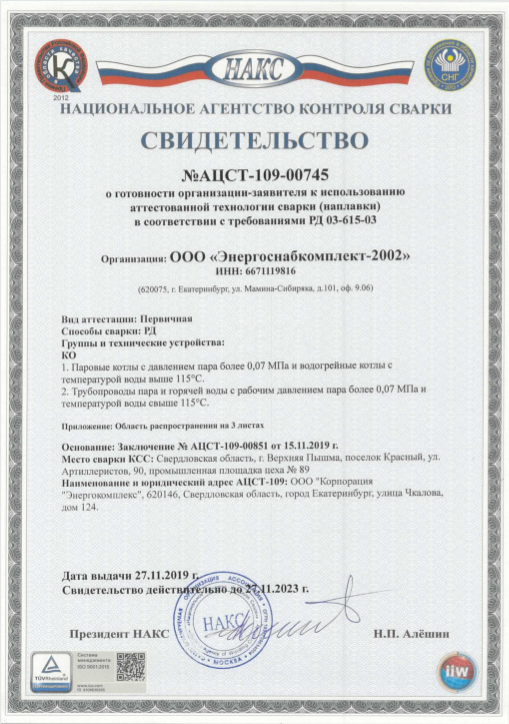 НАКС
СНГ
2012
НАЦИОНАЛЬНОЕ АГЕНТСТВО КОНТРОЛЯ СВАРКИ
СВИДЕТЕЛЬСТВО
№АЦСТ-109-00745
о готовности организации-заявителя к использованию
аттестованной технологии сварки (наплавки)
в соответствии с требованиями РД 03-615-03
Организация: ООО «Энергоснабкомплект-2002»
ИНН: 6671119816
(620075, г. Екатеринбург, ул. Мамина-Сибиряка, д.101, оф. 9.06)
Вид аттестации: Первичная
Способы сварки: РД
Группы и технические устройства:
КО
1. Паровые котлы с давлением пара более 0,07 МПа и водогрейные котлы с
температурой воды выше 115°С.
2. Трубопроводы пара и горячей воды с рабочим давлением пара более 0,07 МПа и
температурой воды свыше 115°С.
Приложение: Область распространения на 3 листах
Основание: Заключение № АЦСТ-109-00851 от 15.11.2019 г.
Место сварки КСС: Свердловская область, г. Верхняя Пышма, поселок Красный, ул.
Артиллеристов, 90, промышленная площадка цеха № 89
Наименование и юридический адрес АЦСТ-109: ООО "Корпорация
"Энергокомплекс", 620146, Свердловская область, город Екатеринбург, улица Чкалова,
дом 124.
Дата выдачи 27.11.2019 г.
Свидетельство действительно до 27.11.2023 г.
НАКС
МОСКВА
Президент НАКС
Н.П. Алёшин
TÜVRheinland
Система
менеджмента
ISO 9001:2015
iiw